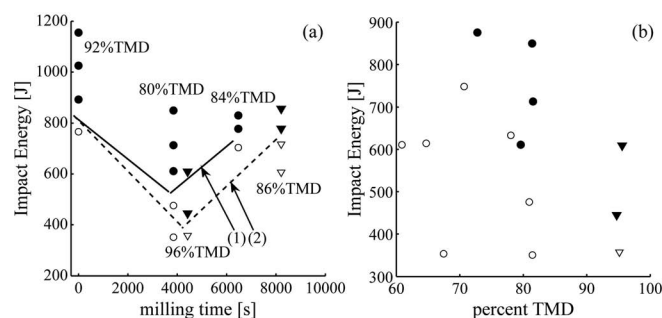 (a)
Impact Energy [J]
1200
1000
800
600
400
200
92%TMD
80%TMD
84%TMD
86%TMD
96%TMD
(1)(2)
0
2000
4000
6000
8000
10000
milling time [s]
(b)
Impact Energy [J]
900
800
700
600
500
400
300
60
70
80
90
100
percent TMD